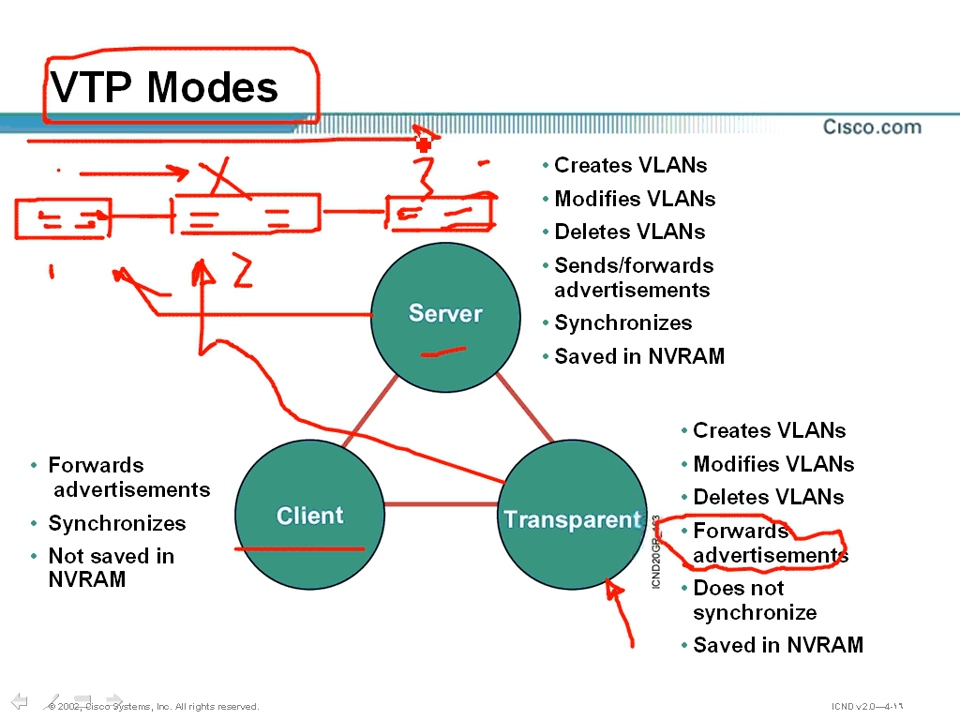 VTP Modes
Cisco.com
3
1
2
• Creates VLANs
• Modifies VLANs
• Deletes VLANs
• Sends/forwards
advertisements
• Synchronizes
• Saved in NVRAM
Server
• Forwards
advertisements
• Synchronizes
• Not saved in
NVRAM
Client
Transparent
• Creates VLANs
• Modifies VLANs
• Deletes VLANs
• Forwards
advertisements
• Does not
synchronize
• Saved in NVRAM
© 2002, Cisco Systems, Inc. All rights reserved.
ICND v2.0—4-١٦